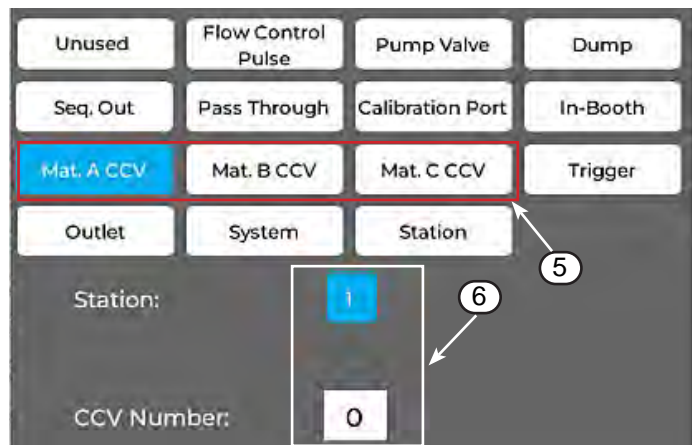 Unused
Flow Control
Pulse
Pump Valve
Dump
Seq. Out
Pass Through
Calibration Port
In-Booth
Mat. A CCV
Mat. B CCV
Mat. C CCV
Trigger
Outlet
System
Station
5
Station:
1
6
CCV Number:
0